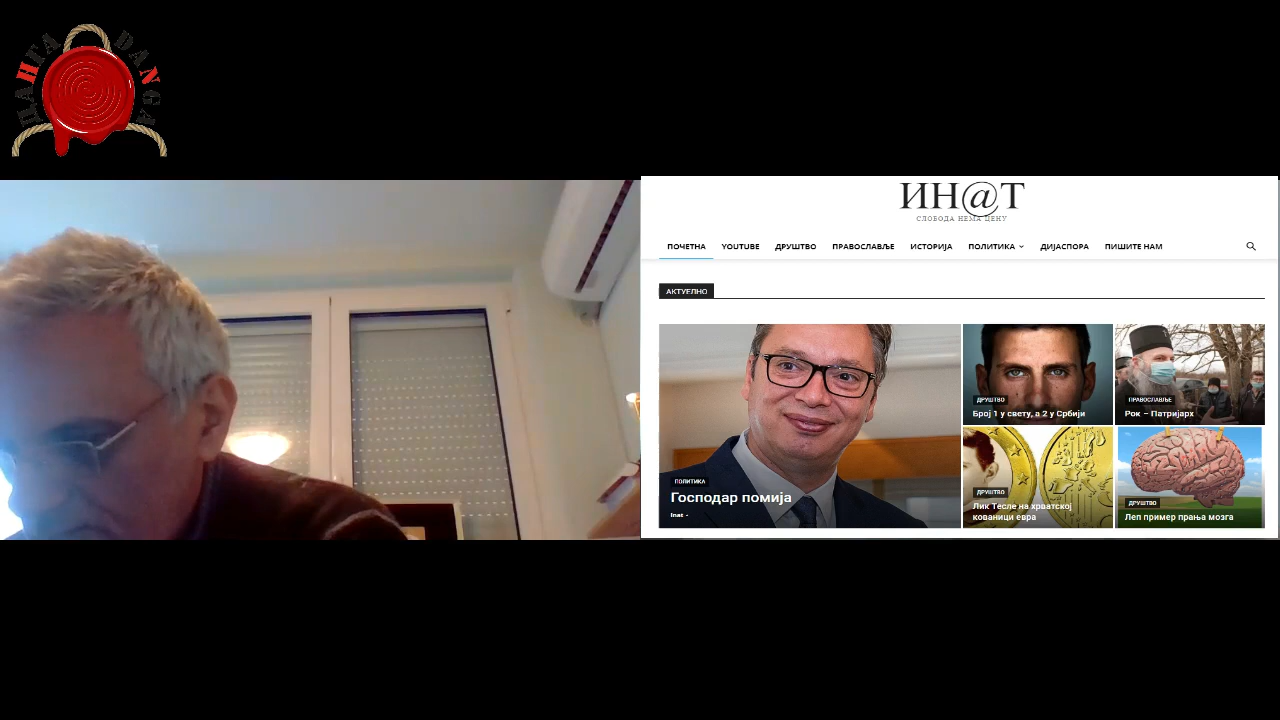 ДАНГА DANGA
ИН@Т
СЛОБОДА НЕМА ЦЕНУ
ПОЧЕТНА YOUTUBE ДРУШТВО ПРАВОСЛАВЉЕ ИСТОРИЈА ПОЛИТИКА ДИЈАСПОРА ПИШИТЕ НАМ
АКТУЕЛНО
ПОЛИТИКА
Господар помија
Inat -
ДРУШТВО
Број 1 у свету, а 2 у Србији
ПРАВОСЛАВЉЕ
Рок – Патријарх
ДРУШТВО
Лик Тесле на хрватској
кованици евра
ДРУШТВО
Леп пример прања мозга